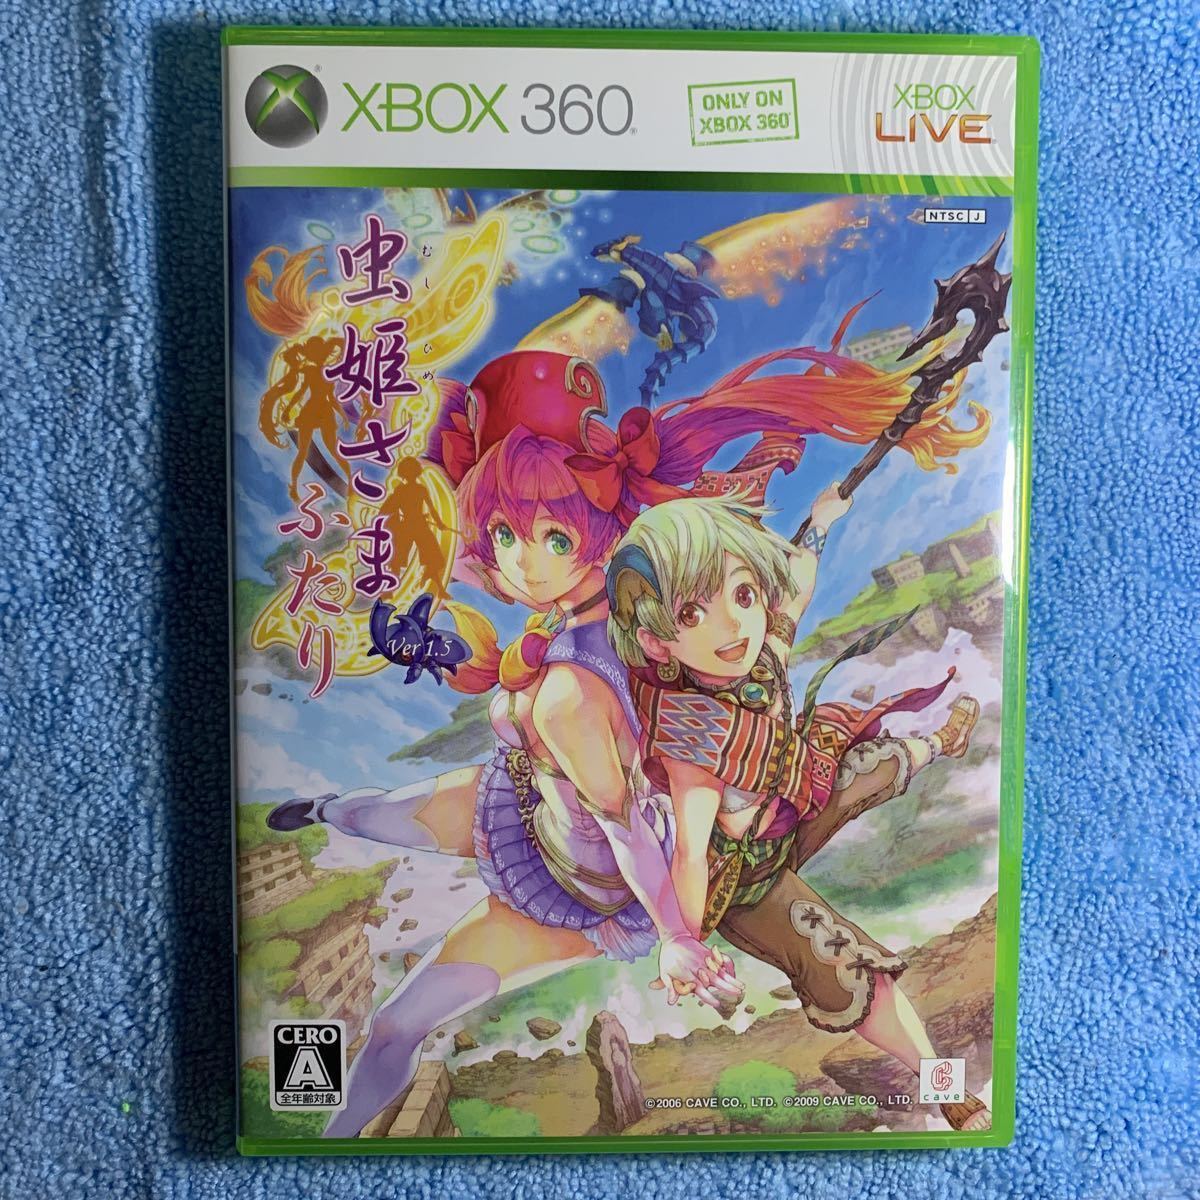 XBOX 360
ONLY ON
XBOX 360
XBOX
LIVE
NTSC J
虫姫さま
むしひめ
ふたり
Ver 1.5
CERO
A
全年齢対象
©2006 CAVE CO., LTD. ©2009 CAVE CO., LTD.
cave